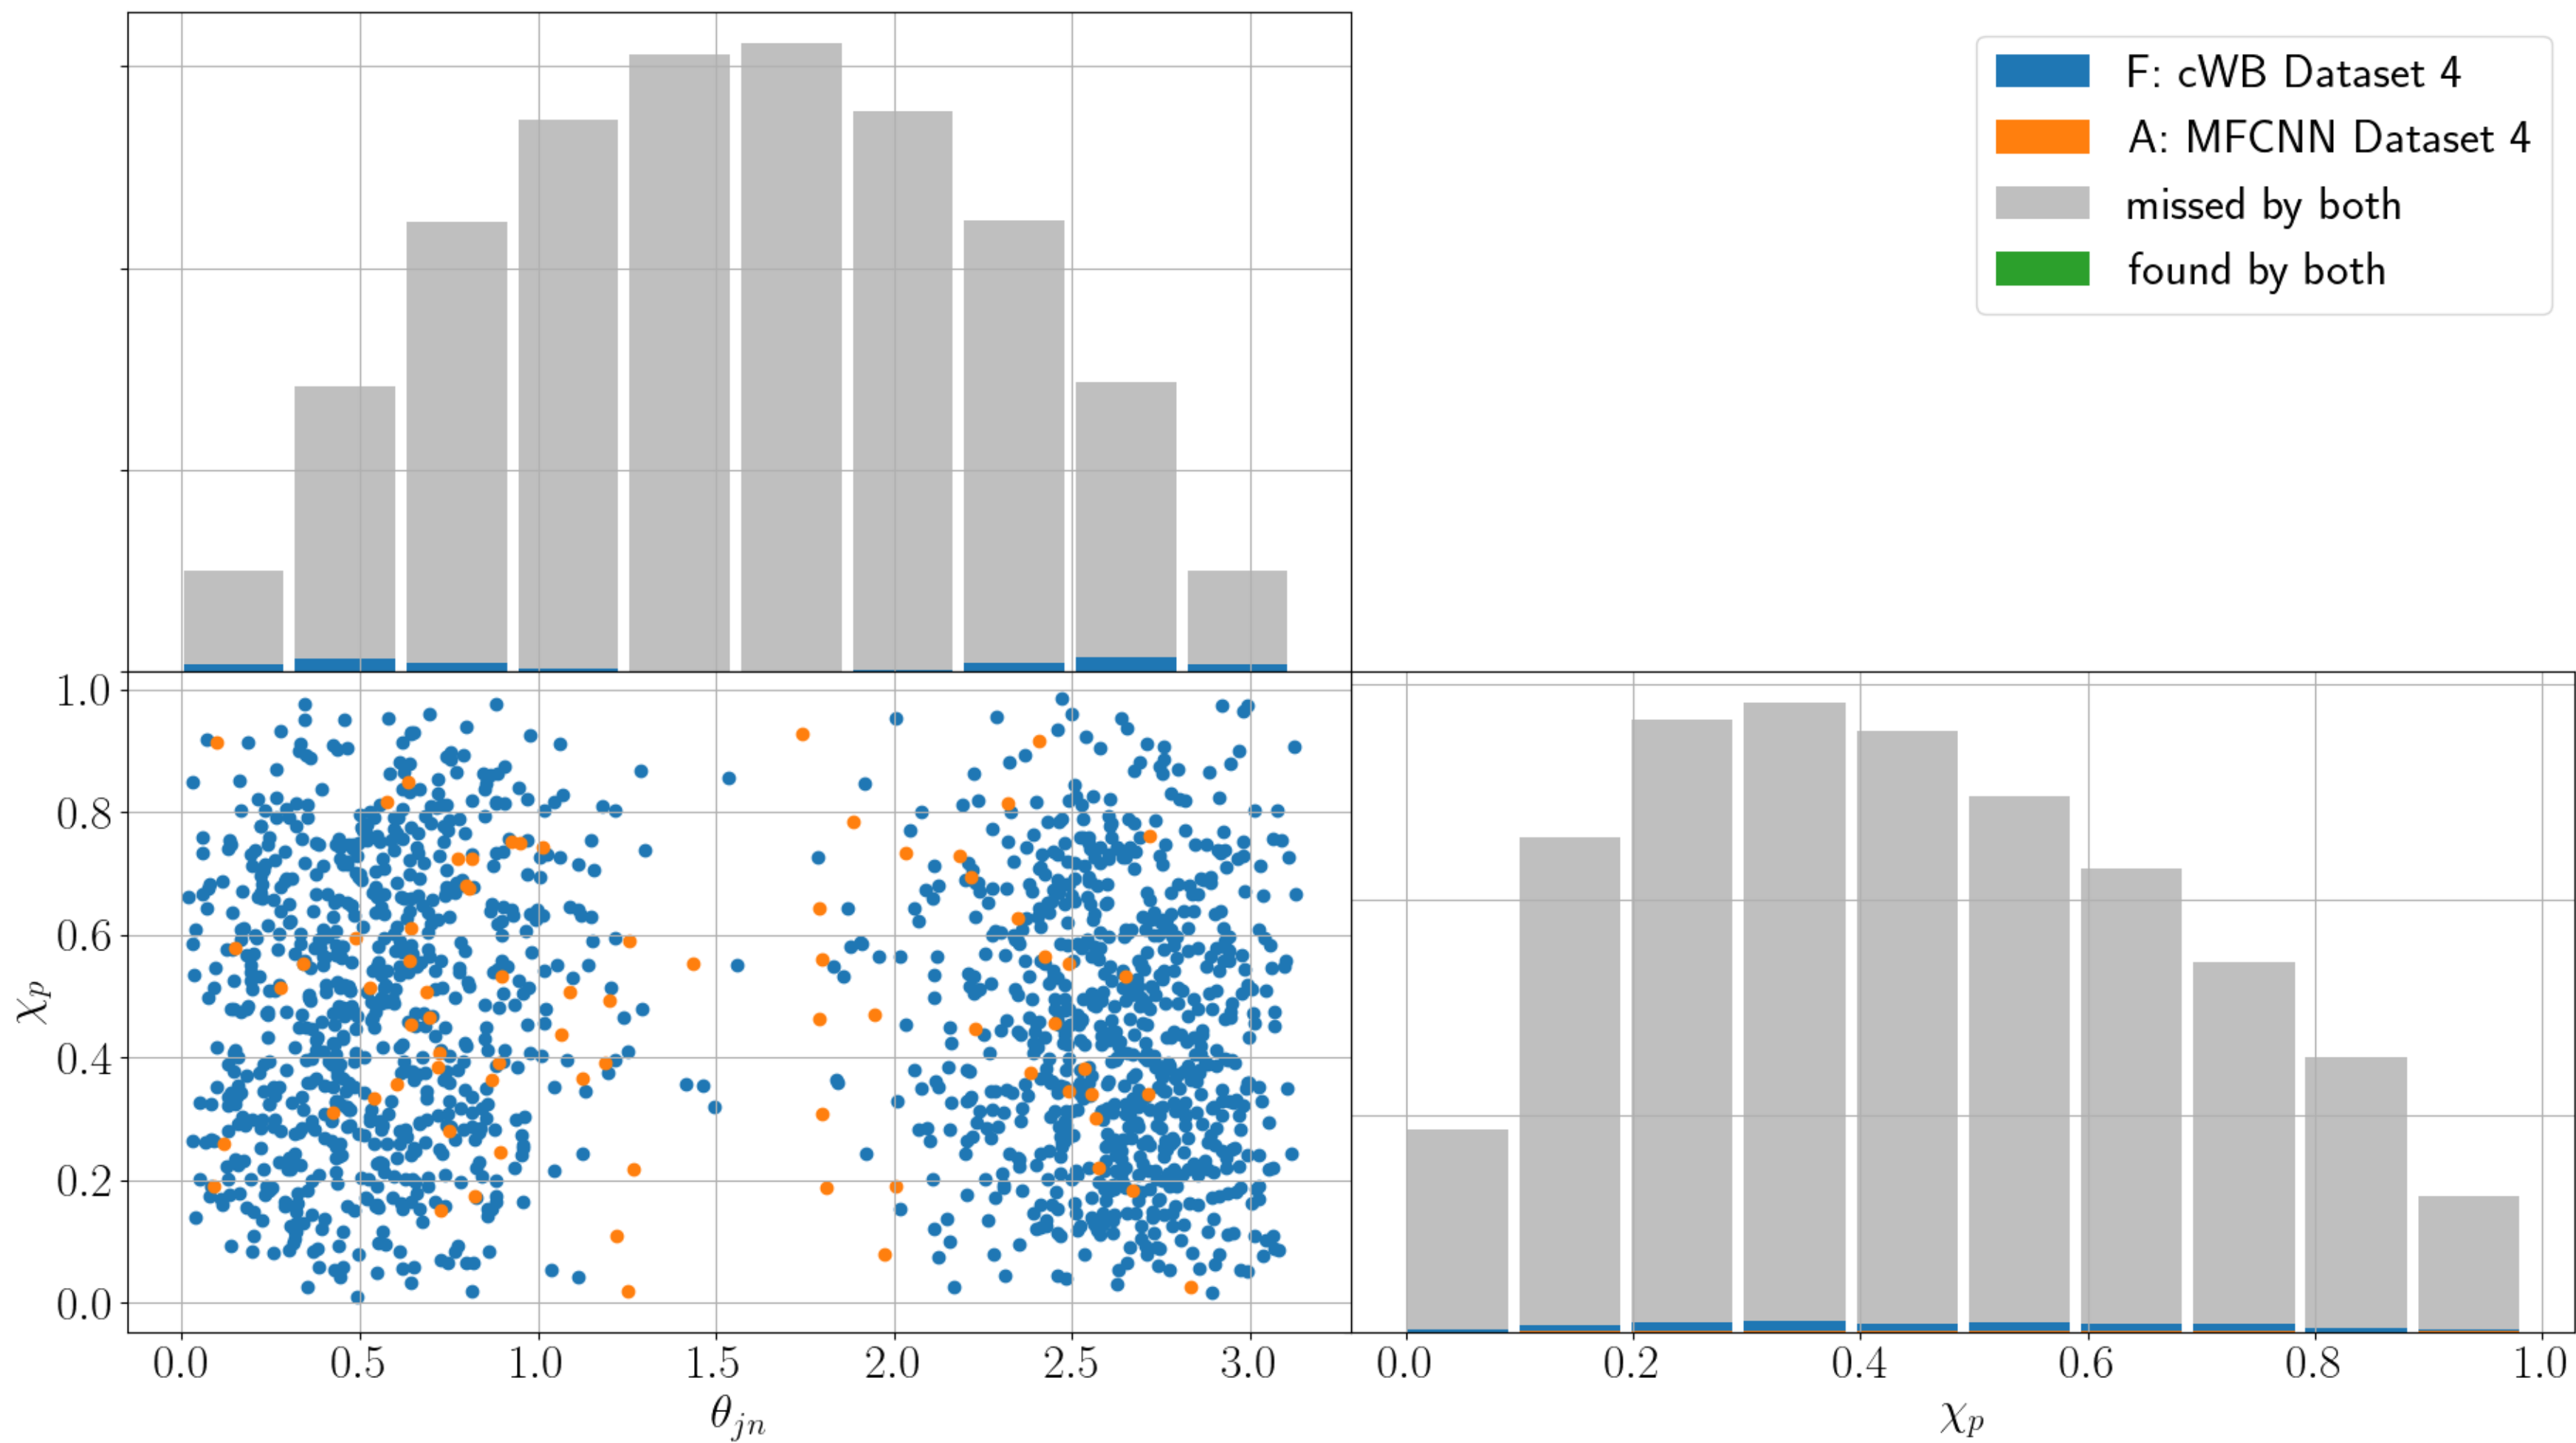 F: cWB Dataset 4
A: MFCNN Dataset 4
missed by both
found by both
1.0
0.8
0.6
0.4
0.2
0.0
χp
0.0 0.5 1.0 1.5 2.0 2.5 3.0
θjn
0.0 0.2 0.4 0.6 0.8 1.0
χp